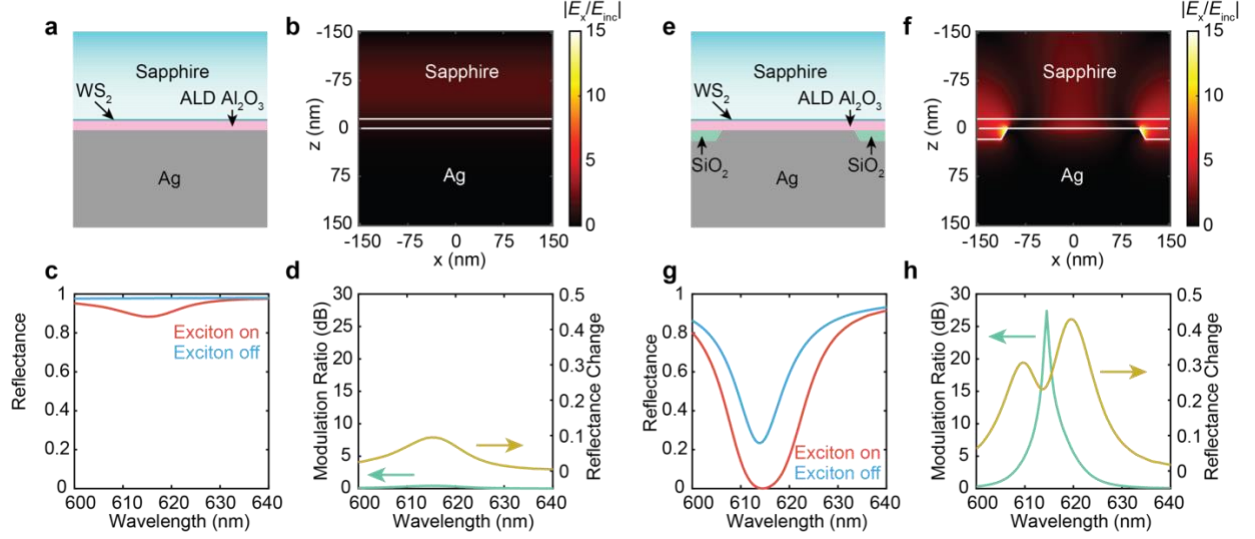 a
Sapphire
WS₂
ALD Al₂O₃
Ag
b
|Eₓ/E_inc|
Sapphire
Ag
-150
-75
0
75
150
z (nm)
-150
-75
0
75
150
x (nm)
15
10
5
0
e
Sapphire
WS₂
ALD Al₂O₃
SiO₂
Ag
SiO₂
f
|Eₓ/E_inc|
Sapphire
Ag
-150
-75
0
75
150
z (nm)
-150
-75
0
75
150
x (nm)
15
10
5
0
c
1
0.8
0.6
0.4
0.2
0
Reflectance
Exciton on
Exciton off
600
610
620
630
640
Wavelength (nm)
d
30
25
20
15
10
5
0
Modulation Ratio (dB)
0.5
0.4
0.3
0.2
0.1
0
Reflectance Change
600
610
620
630
640
Wavelength (nm)
g
1
0.8
0.6
0.4
0.2
0
Reflectance
Exciton on
Exciton off
600
610
620
630
640
Wavelength (nm)
h
30
25
20
15
10
5
0
Modulation Ratio (dB)
0.5
0.4
0.3
0.2
0.1
0
Reflectance Change
600
610
620
630
640
Wavelength (nm)